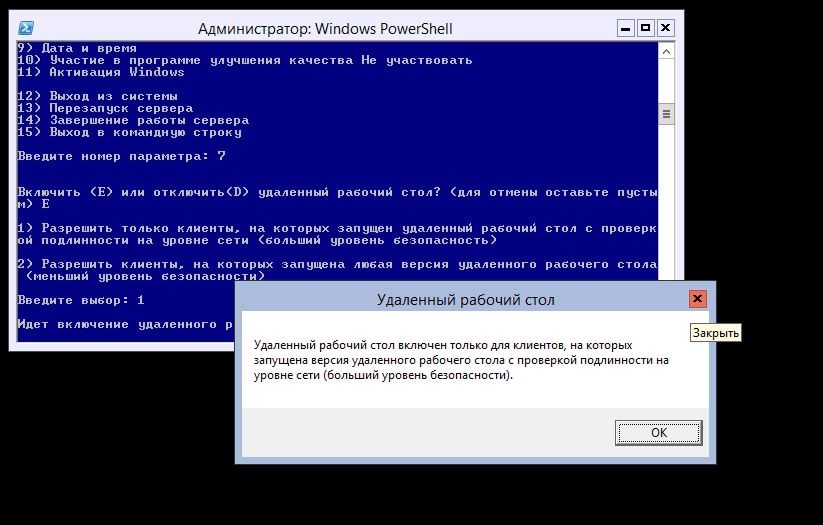 Администратор: Windows PowerShell
9) Дата и время
10) Участие в программе улучшения качества Не участвовать
11) Активация Windows
12) Выход из системы
13) Перезапуск сервера
14) Завершение работы сервера
15) Выход в командную строку
Введите номер параметра: 7
Включить (E) или отключить(D) удаленный рабочий стол? (для отмены оставьте пусты
м) E
1) Разрешить только клиенты, на которых запущен удаленный рабочий стол с проверк
ой подлинности на уровне сети (больший уровень безопасность)
2) Разрешить клиенты, на которых запущена любая версия удаленного рабочего стола
(меньший уровень безопасности)
Введите выбор: 1
Идет включение удаленного р
Удаленный рабочий стол
Закрыть
Удаленный рабочий стол включен только для клиентов, на которых
запущена версия удаленного рабочего стола с проверкой подлинности на
уровне сети (больший уровень безопасности).
OK